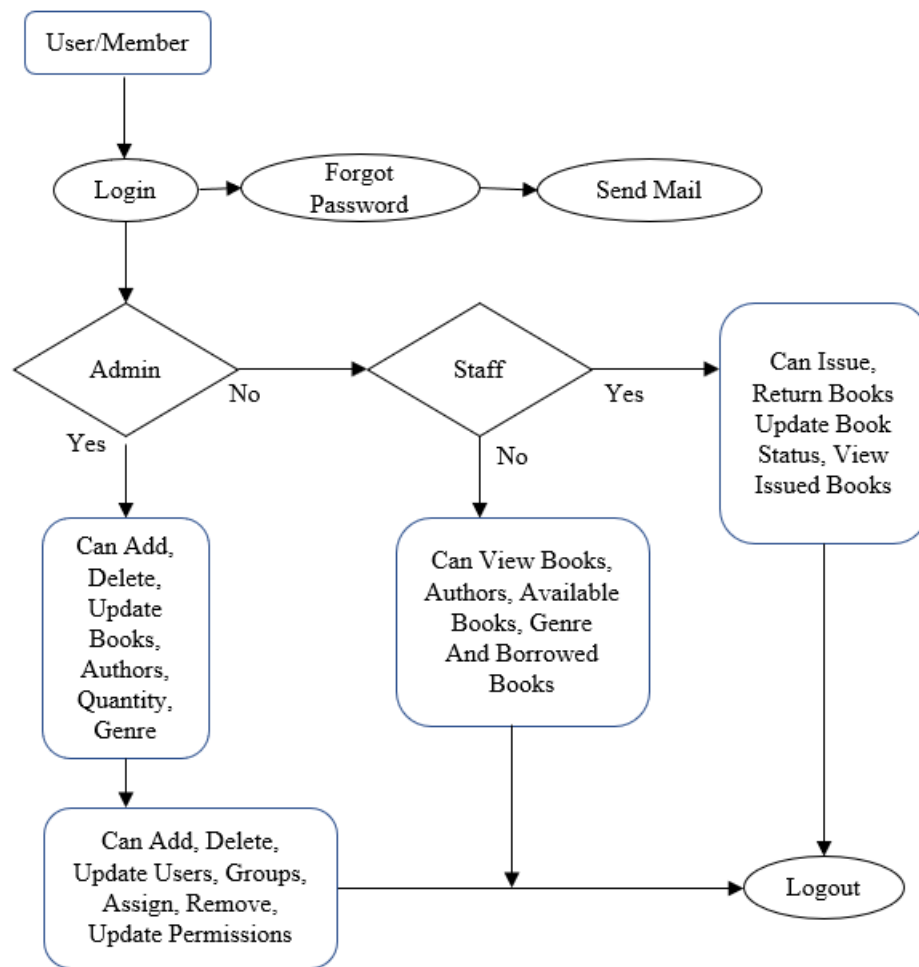 User/Member
Login
Forgot
Password
Send Mail
Admin
No
Yes
Staff
Yes
No
Can Issue,
Return Books
Update Book
Status, View
Issued Books
Can Add,
Delete,
Update
Books,
Authors,
Quantity,
Genre
Can View Books,
Authors, Available
Books, Genre
And Borrowed
Books
Can Add, Delete,
Update Users, Groups,
Assign, Remove,
Update Permissions
Logout